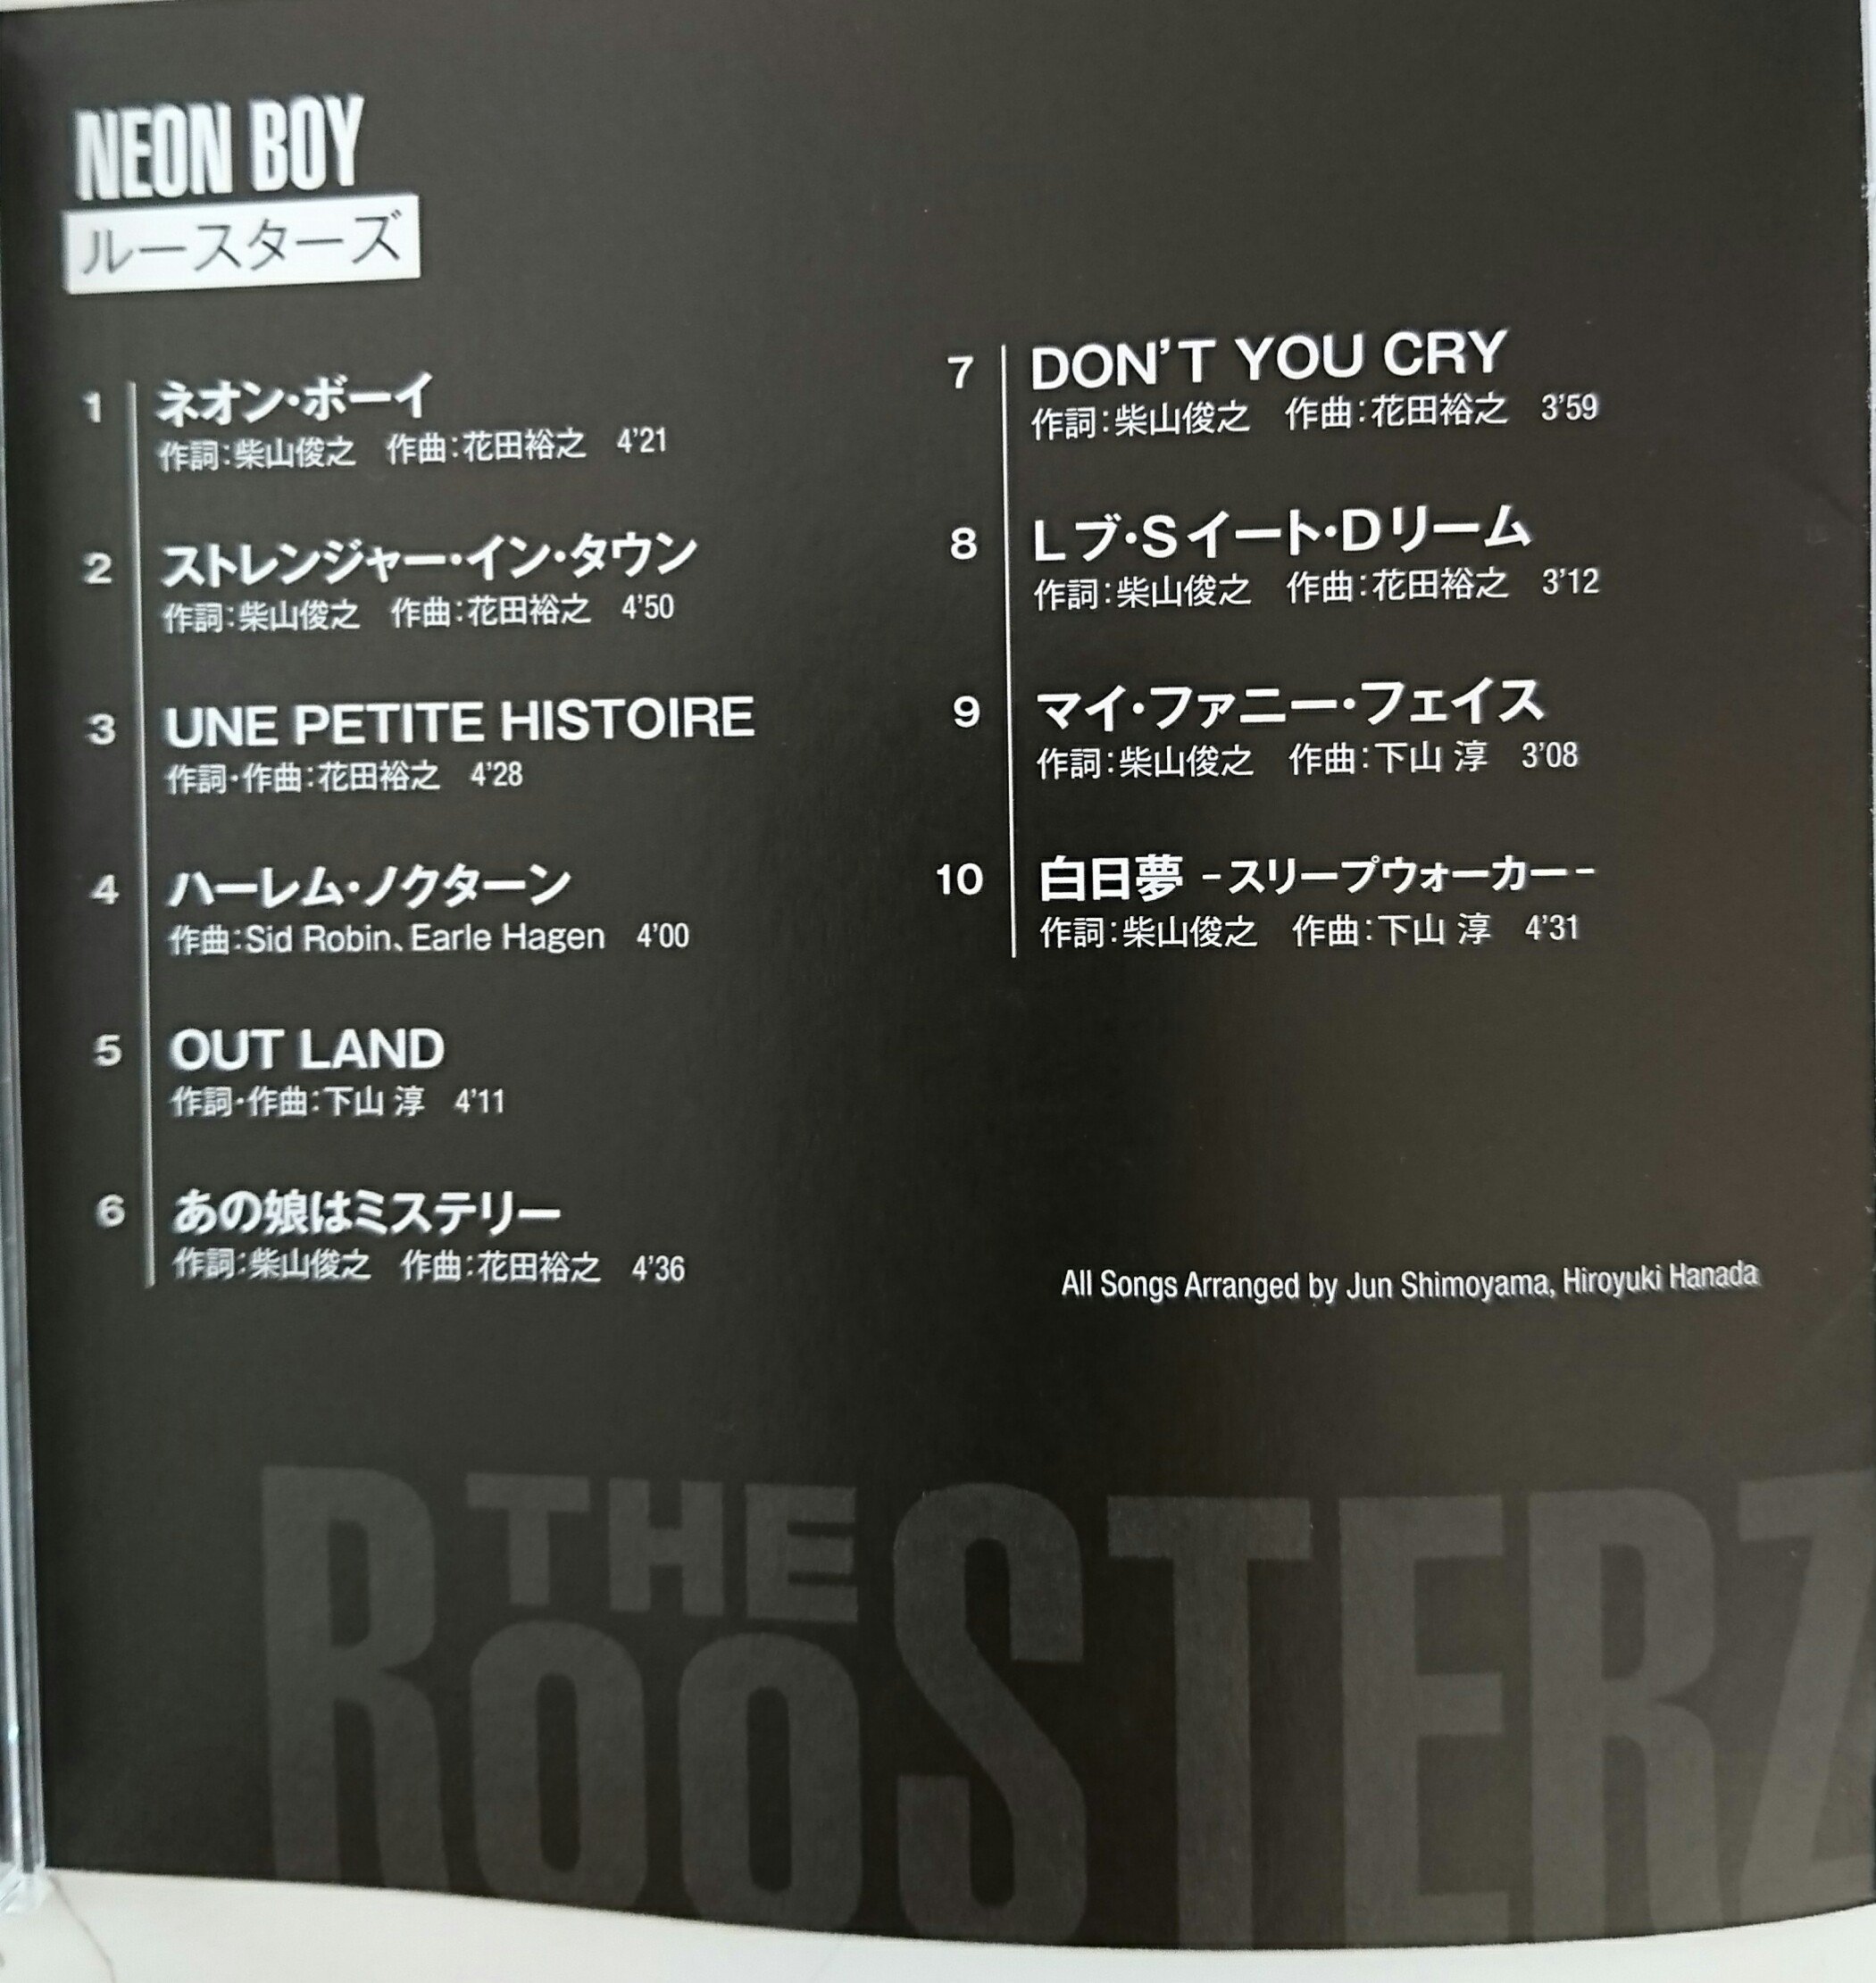 NEON BOY
ルースターズ
1 ネオン・ボーイ
作詞：柴山俊之　作曲：花田裕之　4'21
2 ストレンジャー・イン・タウン
作詞：柴山俊之　作曲：花田裕之　4'50
3 UNE PETITE HISTOIRE
作詞・作曲：花田裕之　4'28
4 ハーレム・ノクターン
作曲：Sid Robin、Earle Hagen　4'00
5 OUT LAND
作詞・作曲：下山 淳　4'11
6 あの娘はミステリー
作詞：柴山俊之　作曲：花田裕之　4'36
7 DON'T YOU CRY
作詞：柴山俊之　作曲：花田裕之　3'59
8 Lブ・Sイート・Dリーム
作詞：柴山俊之　作曲：花田裕之　3'12
9 マイ・ファニー・フェイス
作詞：柴山俊之　作曲：下山 淳　3'08
10 白日夢 -スリープウォーカー-
作詞：柴山俊之　作曲：下山 淳　4'31
All Songs Arranged by Jun Shimoyama, Hiroyuki Hanada
THE
ROOSTERZ